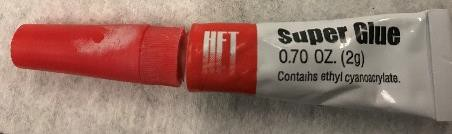 HFT
Super Glue
0.70 OZ. (2g)
Contains ethyl cyanoacrylate.